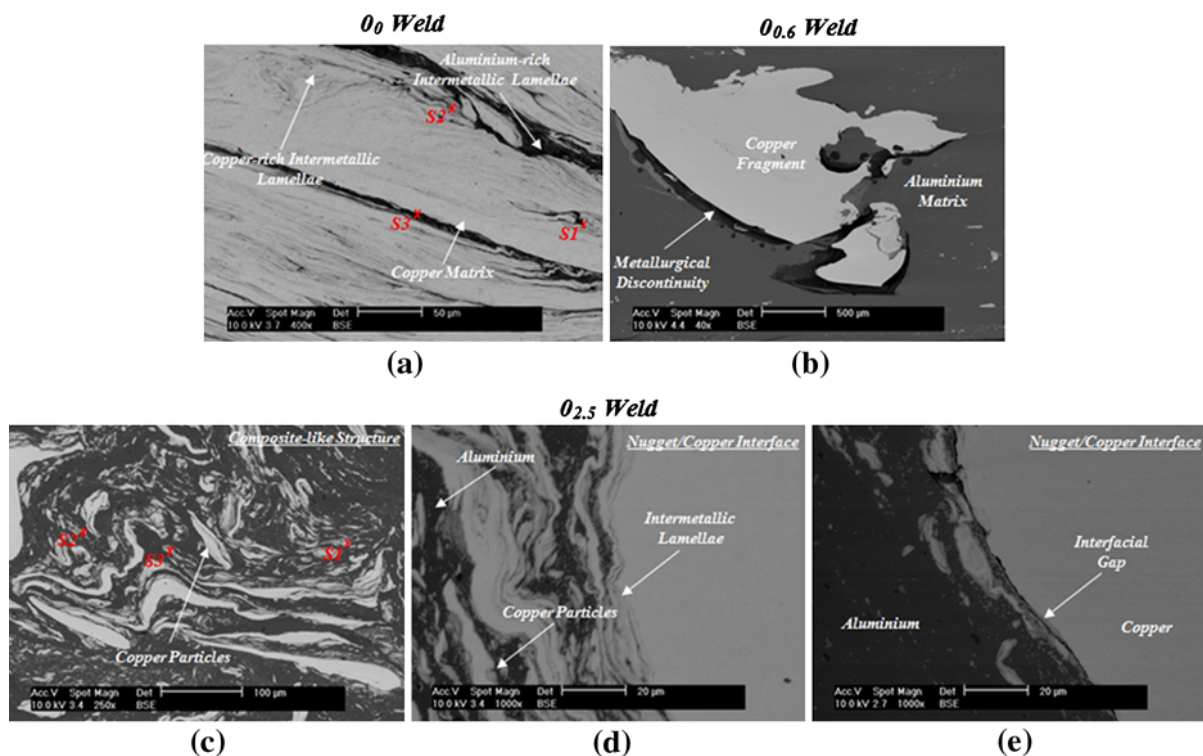 0₀ Weld
0₀.₆ Weld
Aluminium-rich
Intermetallic Lamellae
S2ˣ
Copper-rich Intermetallic
Lamellae
S3ˣ
S1ˣ
Copper Matrix
Acc.V Spot Magn Det 50 µm
10.0 kV 3.7 400x BSE
(a)
Copper
Fragment
Aluminium
Matrix
Metallurgical
Discontinuity
Acc.V Spot Magn Det 500 µm
10.0 kV 4.4 40x BSE
(b)
0₂.₅ Weld
Composite-like Structure
S2ˣ
S3ˣ
S1ˣ
Copper Particles
Acc.V Spot Magn Det 100 µm
10.0 kV 3.4 250x BSE
(c)
Nugget/Copper Interface
Aluminium
Intermetallic
Lamellae
Copper Particles
Acc.V Spot Magn Det 20 µm
10.0 kV 3.4 1000x BSE
(d)
Nugget/Copper Interface
Interfacial
Gap
Aluminium
Copper
Acc.V Spot Magn Det 20 µm
10.0 kV 2.7 1000x BSE
(e)